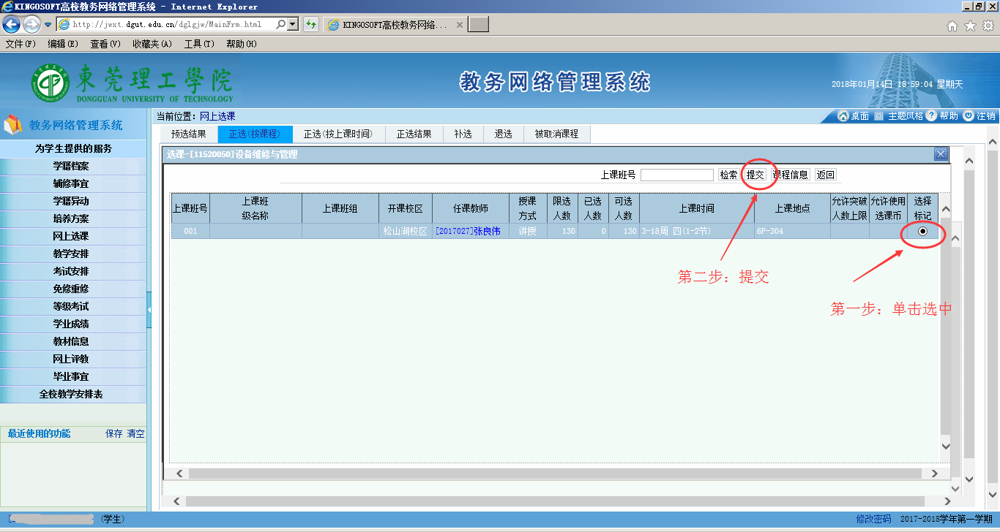 KINGOSOFT高校教务网络管理系统 - Internet Explorer
http://jwxt.dgut.edu.cn/dglgjw/MainFrm.html
KINGOSOFT高校教务网络...
文件(F) 编辑(E) 查看(V) 收藏夹(A) 工具(T) 帮助(H)
東莞理工學院
DONGGUAN UNIVERSITY OF TECHNOLOGY
教务网络管理系统
2018年01月14日 18:59:04 星期天
教务网络管理系统
当前位置：网上选课
桌面 主题风格 帮助 注销
为学生提供的服务
学籍档案
辅修事宜
学籍异动
培养方案
网上选课
教学安排
考试安排
免修重修
等级考试
学业成绩
教材信息
网上评教
毕业事宜
全校教学安排表
最近使用的功能 保存 清空
预选结果 正选(按课程) 正选(按上课时间) 正选结果 补选 退选 被取消课程
选课-[11520050]设备维修与管理
上课班号 检索 提交 课程信息 返回
上课班号 上课班级名称 上课班组 开课校区 任课教师 授课方式 限选人数 已选人数 可选人数 上课时间 上课地点 允许突破人数上限 允许使用选课币 选择标记
001 松山湖校区 [2017027]张良伟 讲授 130 0 130 3-18周 四(1-2节) 6F-304
第二步：提交
第一步：单击选中
(学生)
修改密码 2017-2018学年第一学期